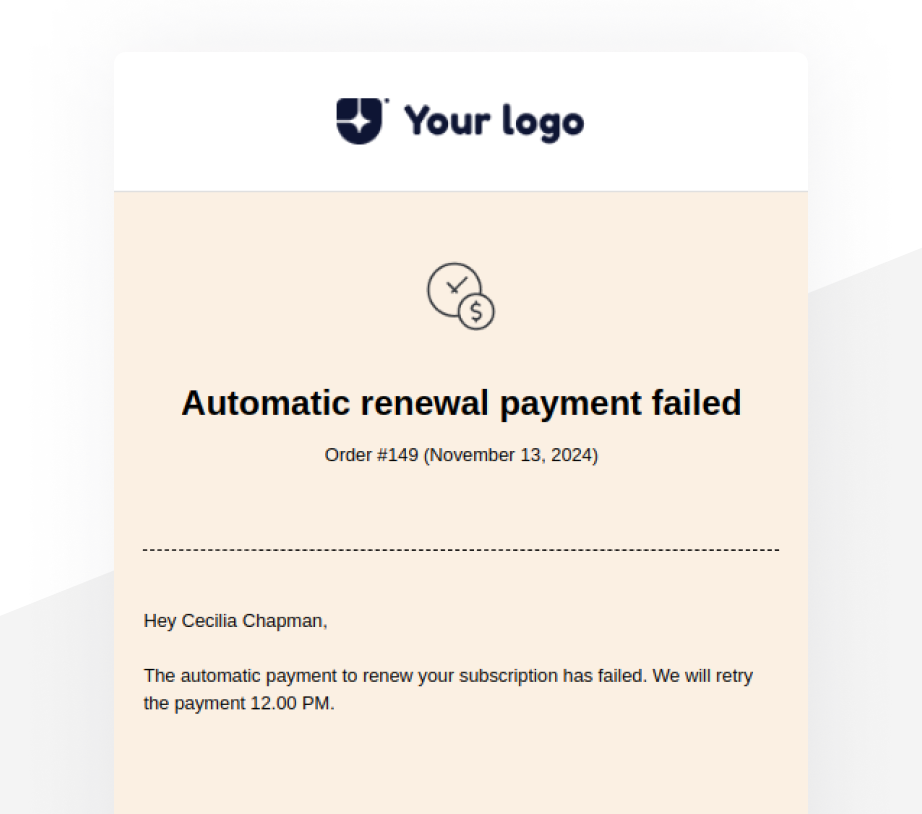 Your logo
$
Automatic renewal payment failed
Order #149 (November 13, 2024)
Hey Cecilia Chapman,
The automatic payment to renew your subscription has failed. We will retry
the payment 12.00 PM.